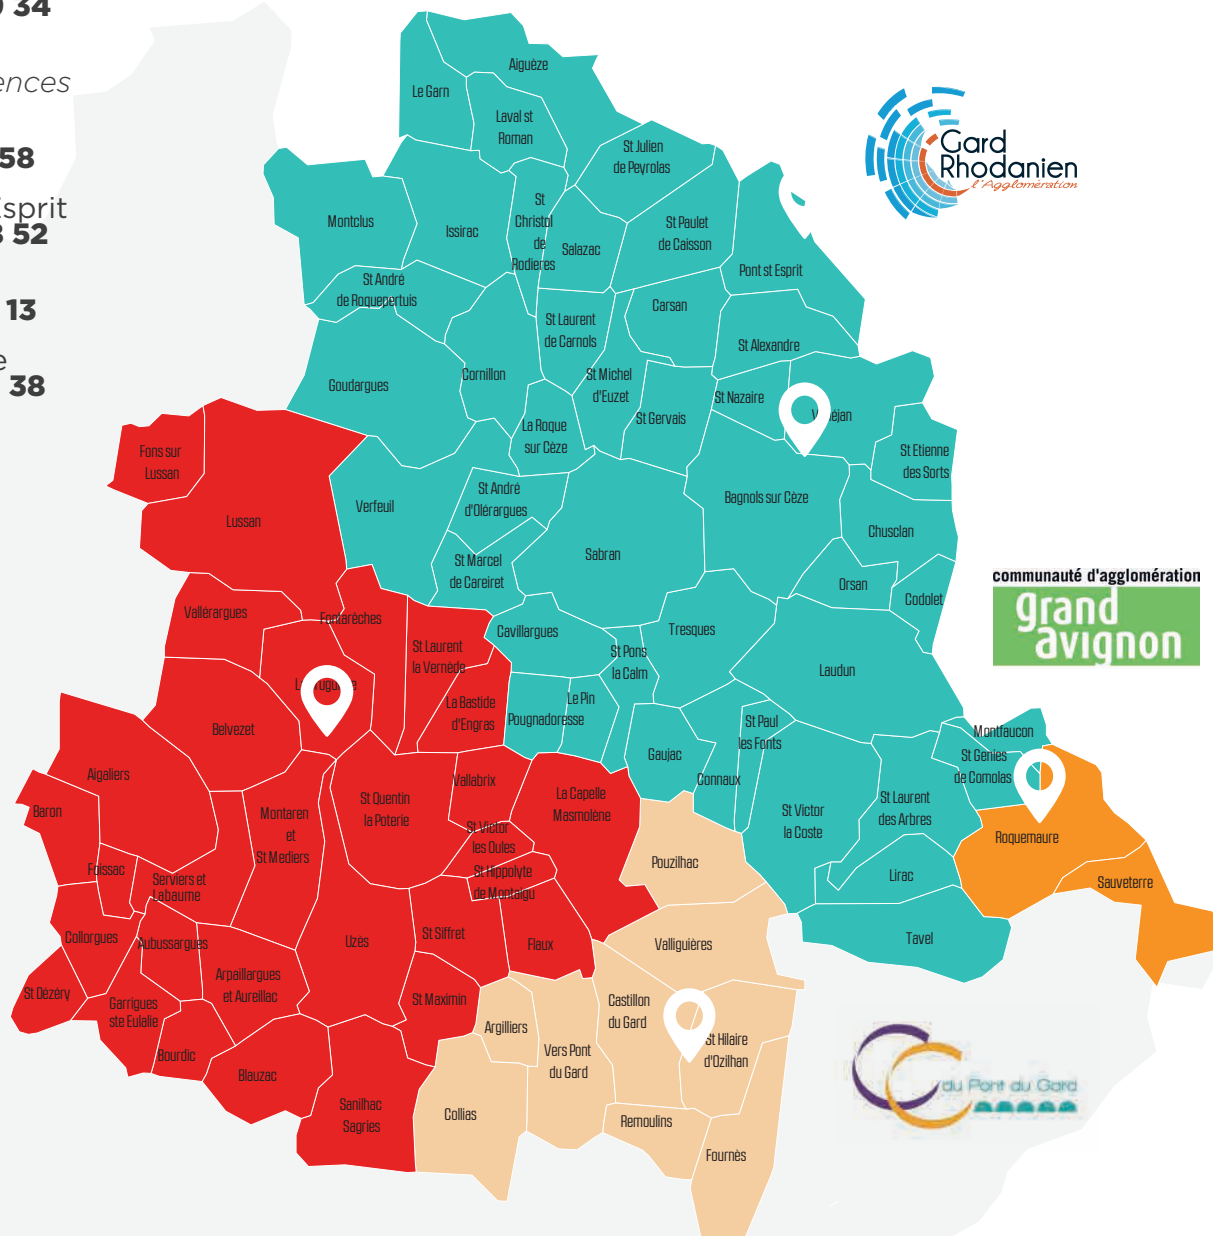 34
ences
58
Esprit
52
13
e
38
Gard
Rhodanien
l'Agglomération
communauté d'agglomération
grand
avignon
du Pont du Gard
Aiguèze
Le Garn
Laval st
Roman
St Julien
de Peyrolas
Montclus
Issirac
St
Christol
de
Rodieres
Salazac
St Paulet
de Caisson
Pont st Esprit
St André
de Roquepertuis
Carsan
St Laurent
de Carnols
St Alexandre
Goudargues
Cornillon
St Michel
d'Euzet
St Nazaire
St Gervais
La Roque
sur Cèze
St Etienne
des Sorts
Fons sur
Lussan
Lussan
Verfeuil
St André
d'Olérargues
Bagnols sur Cèze
Chusclan
Sabran
St Marcel
de Careiret
Orsan
Codolet
Vallérargues
Fontarèches
Cavillargues
Tresques
St Laurent
la Vernède
St Pons
la Calm
Laudun
La Bastide
d'Engras
Le Pin
Pougnadoresse
Belvezet
St Paul
les Fonts
Montfaucon
Gaujac
St Genies
de Comolas
Connaux
Aigaliers
Vallabrix
Baron
Montaren
et
St Mediers
St Quentin
la Poterie
La Capelle
Masmolène
St Victor
la Coste
St Laurent
des Arbres
St Victor
les Oules
Roquemaure
Pouzilhac
Foissac
Serviers et
Labaume
St Hippolyte
de Montaigu
Lirac
Sauveterre
Collorgues
Aubussargues
Uzès
St Siffret
Flaux
Valliguières
Tavel
St Dézéry
Arpaillargues
et Aureillac
Garrigues
ste Eulalie
St Maximin
Castillon
du Gard
Argilliers
Bourdic
Vers Pont
du Gard
St Hilaire
d'Ozilhan
Blauzac
Sanilhac
Sagries
Collias
Remoulins
Fournès